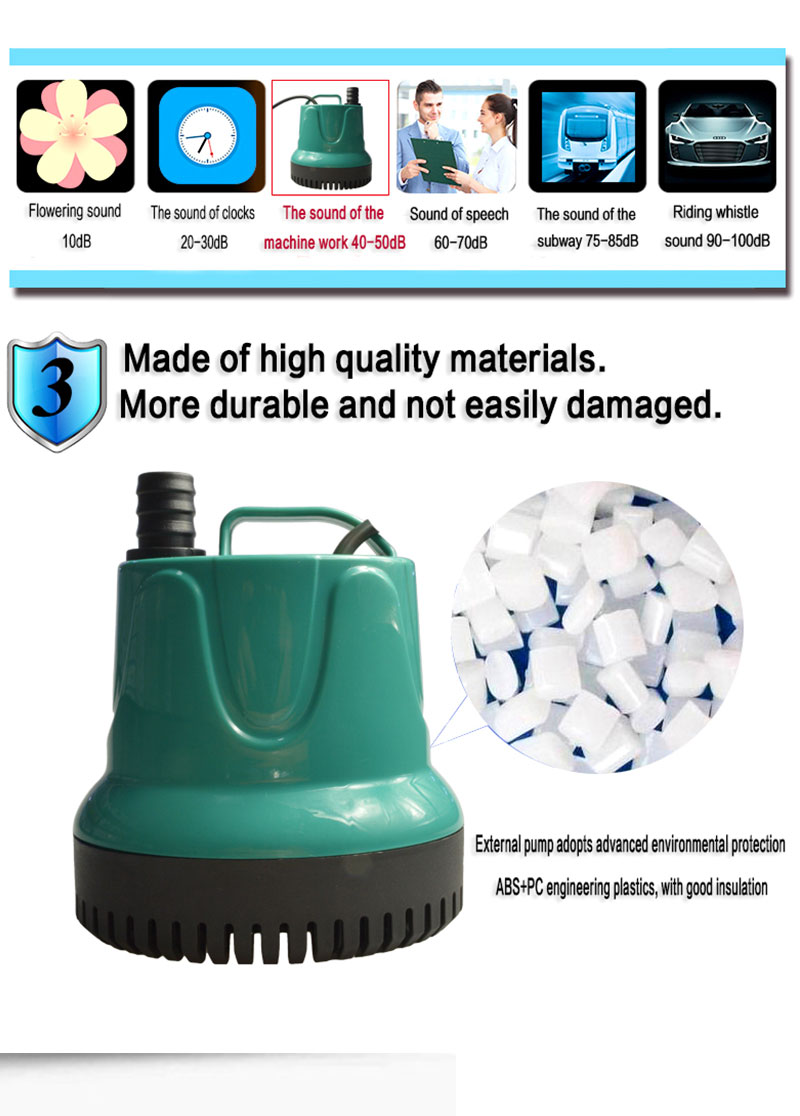 Flowering sound
10dB
The sound of clocks
20-30dB
The sound of the
machine work 40-50dB
Sound of speech
60-70dB
The sound of the
subway 75-85dB
Riding whistle
sound 90-100dB
3
Made of high quality materials.
More durable and not easily damaged.
External pump adopts advanced environmental protection
ABS+PC engineering plastics, with good insulation